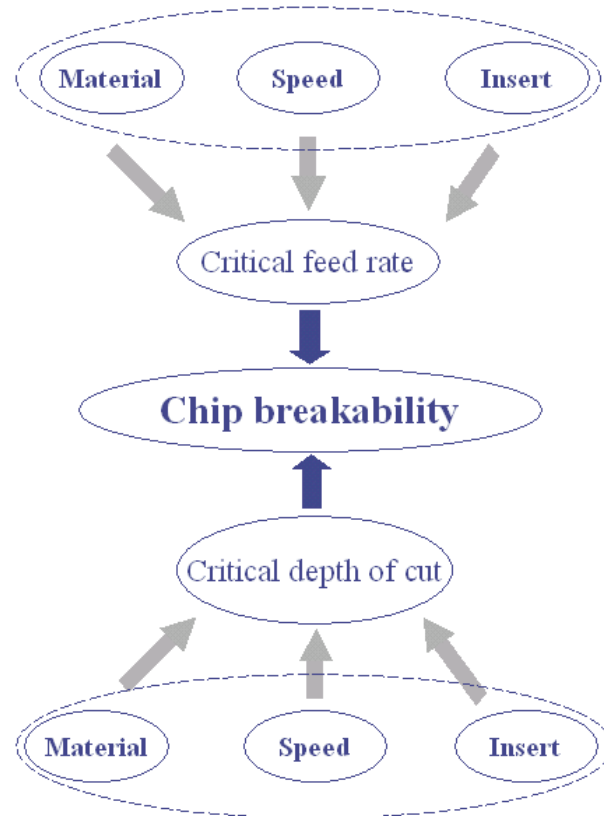 Material Speed Insert
Critical feed rate
Chip breakability
Critical depth of cut
Material Speed Insert